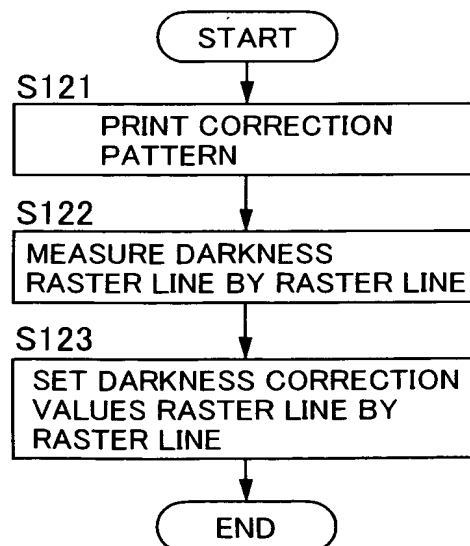 START
S121
PRINT CORRECTION
PATTERN
S122
MEASURE DARKNESS
RASTER LINE BY RASTER LINE
S123
SET DARKNESS CORRECTION
VALUES RASTER LINE BY
RASTER LINE
END